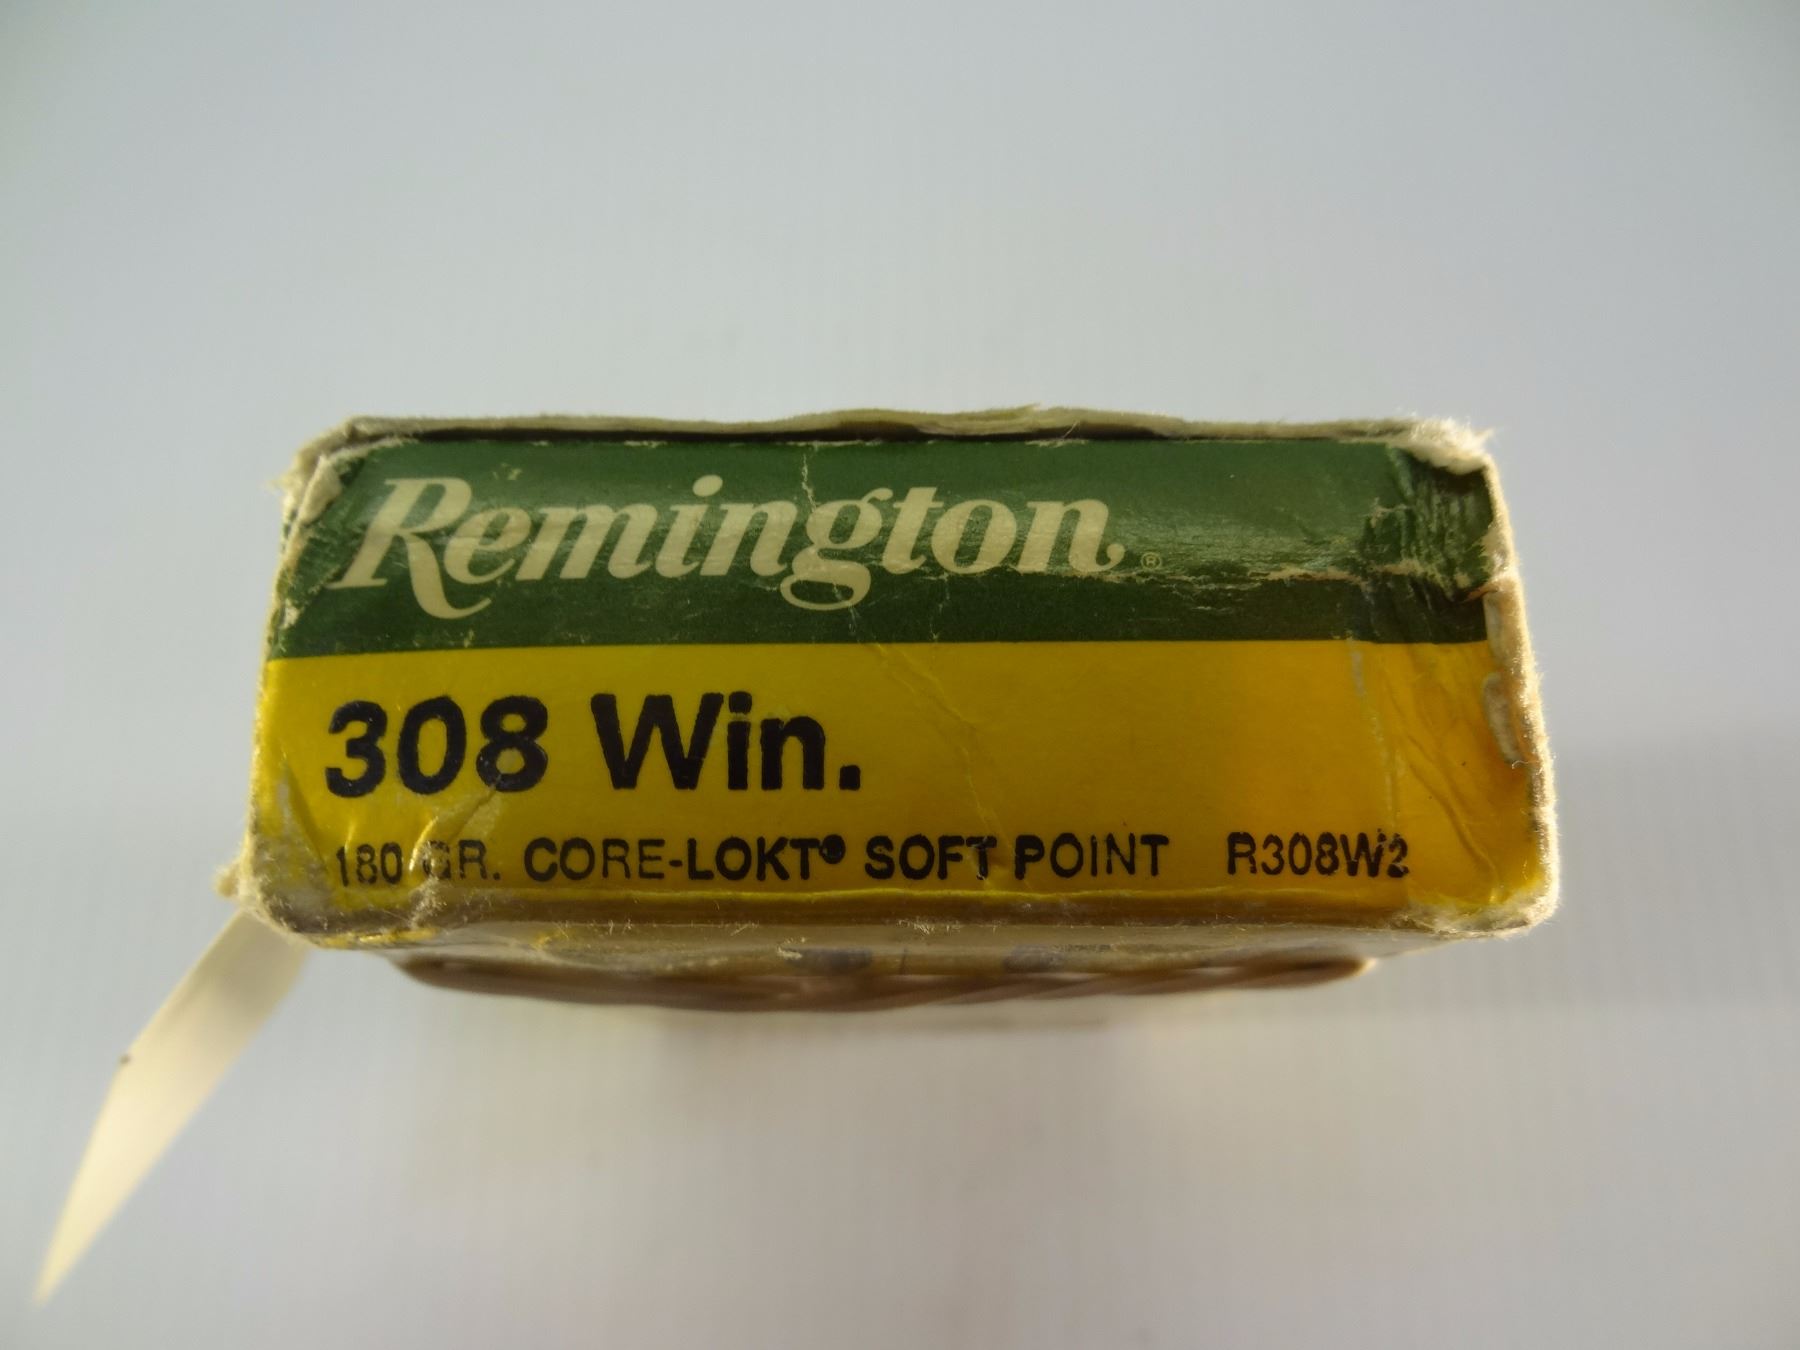 Remington®
308 Win.
180 GR. CORE-LOKT® SOFT POINT R308W2